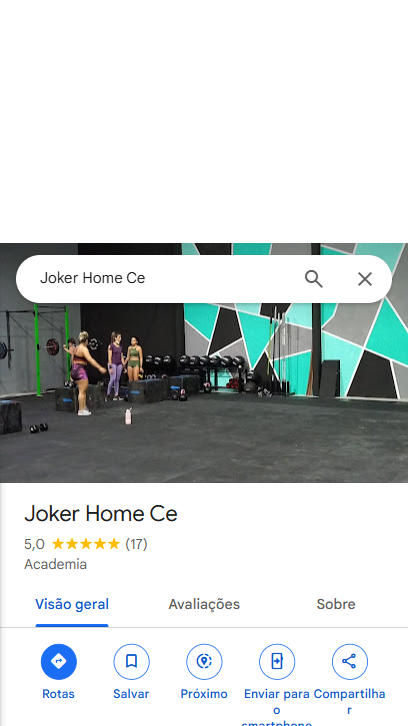 Joker Home Ce
Joker Home Ce
5,0 (17)
Academia
Visão geral Avaliações Sobre
Rotas Salvar Próximo Enviar para o smartphone Compartilhar